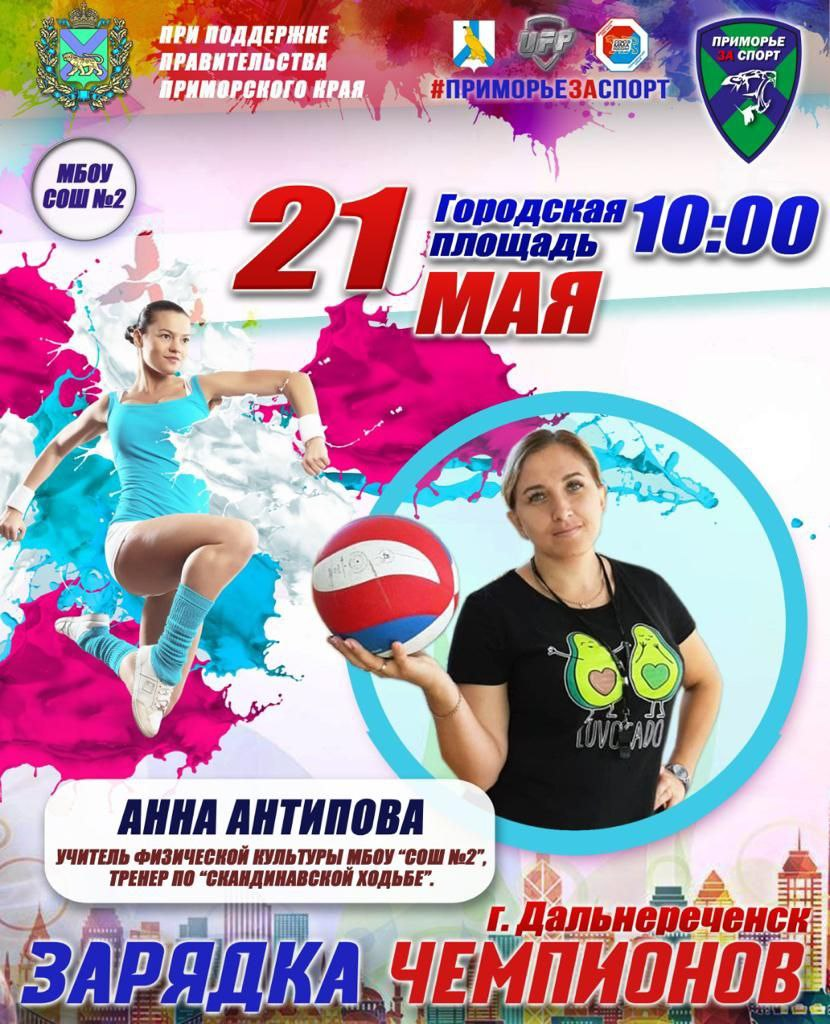 ПРИ ПОДДЕРЖКЕ
ПРАВИТЕЛЬСТВА
ПРИМОРСКОГО КРАЯ
UFP
#ПРИМОРЬЕЗАСПОРТ
ПРИМОРЬЕ
ЗА СПОРТ
МБОУ
СОШ №2
21
МАЯ
Городская
площадь
10:00
LUVCADO
АННА АНТИПОВА
УЧИТЕЛЬ ФИЗИЧЕСКОЙ КУЛЬТУРЫ МБОУ “СОШ №2”,
ТРЕНЕР ПО “СКАНДИНАВСКОЙ ХОДЬБЕ”.
г. Дальнереченск
ЗАРЯДКА ЧЕМПИОНОВ